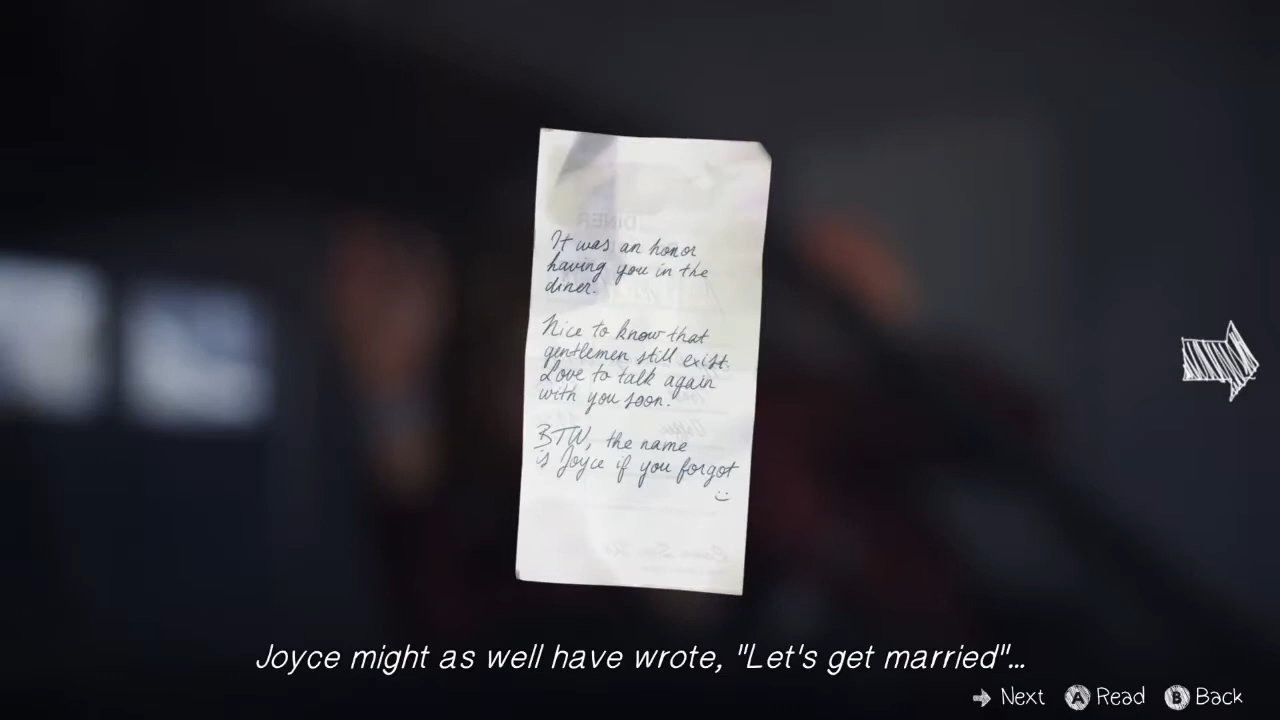 It was an honor
having you in the
diner.
Nice to know that
gentlemen still exist.
Love to talk again
with you soon.
BTW, the name
is Joyce if you forgot
:)
Joyce might as well have wrote, "Let's get married"...
Next A Read B Back